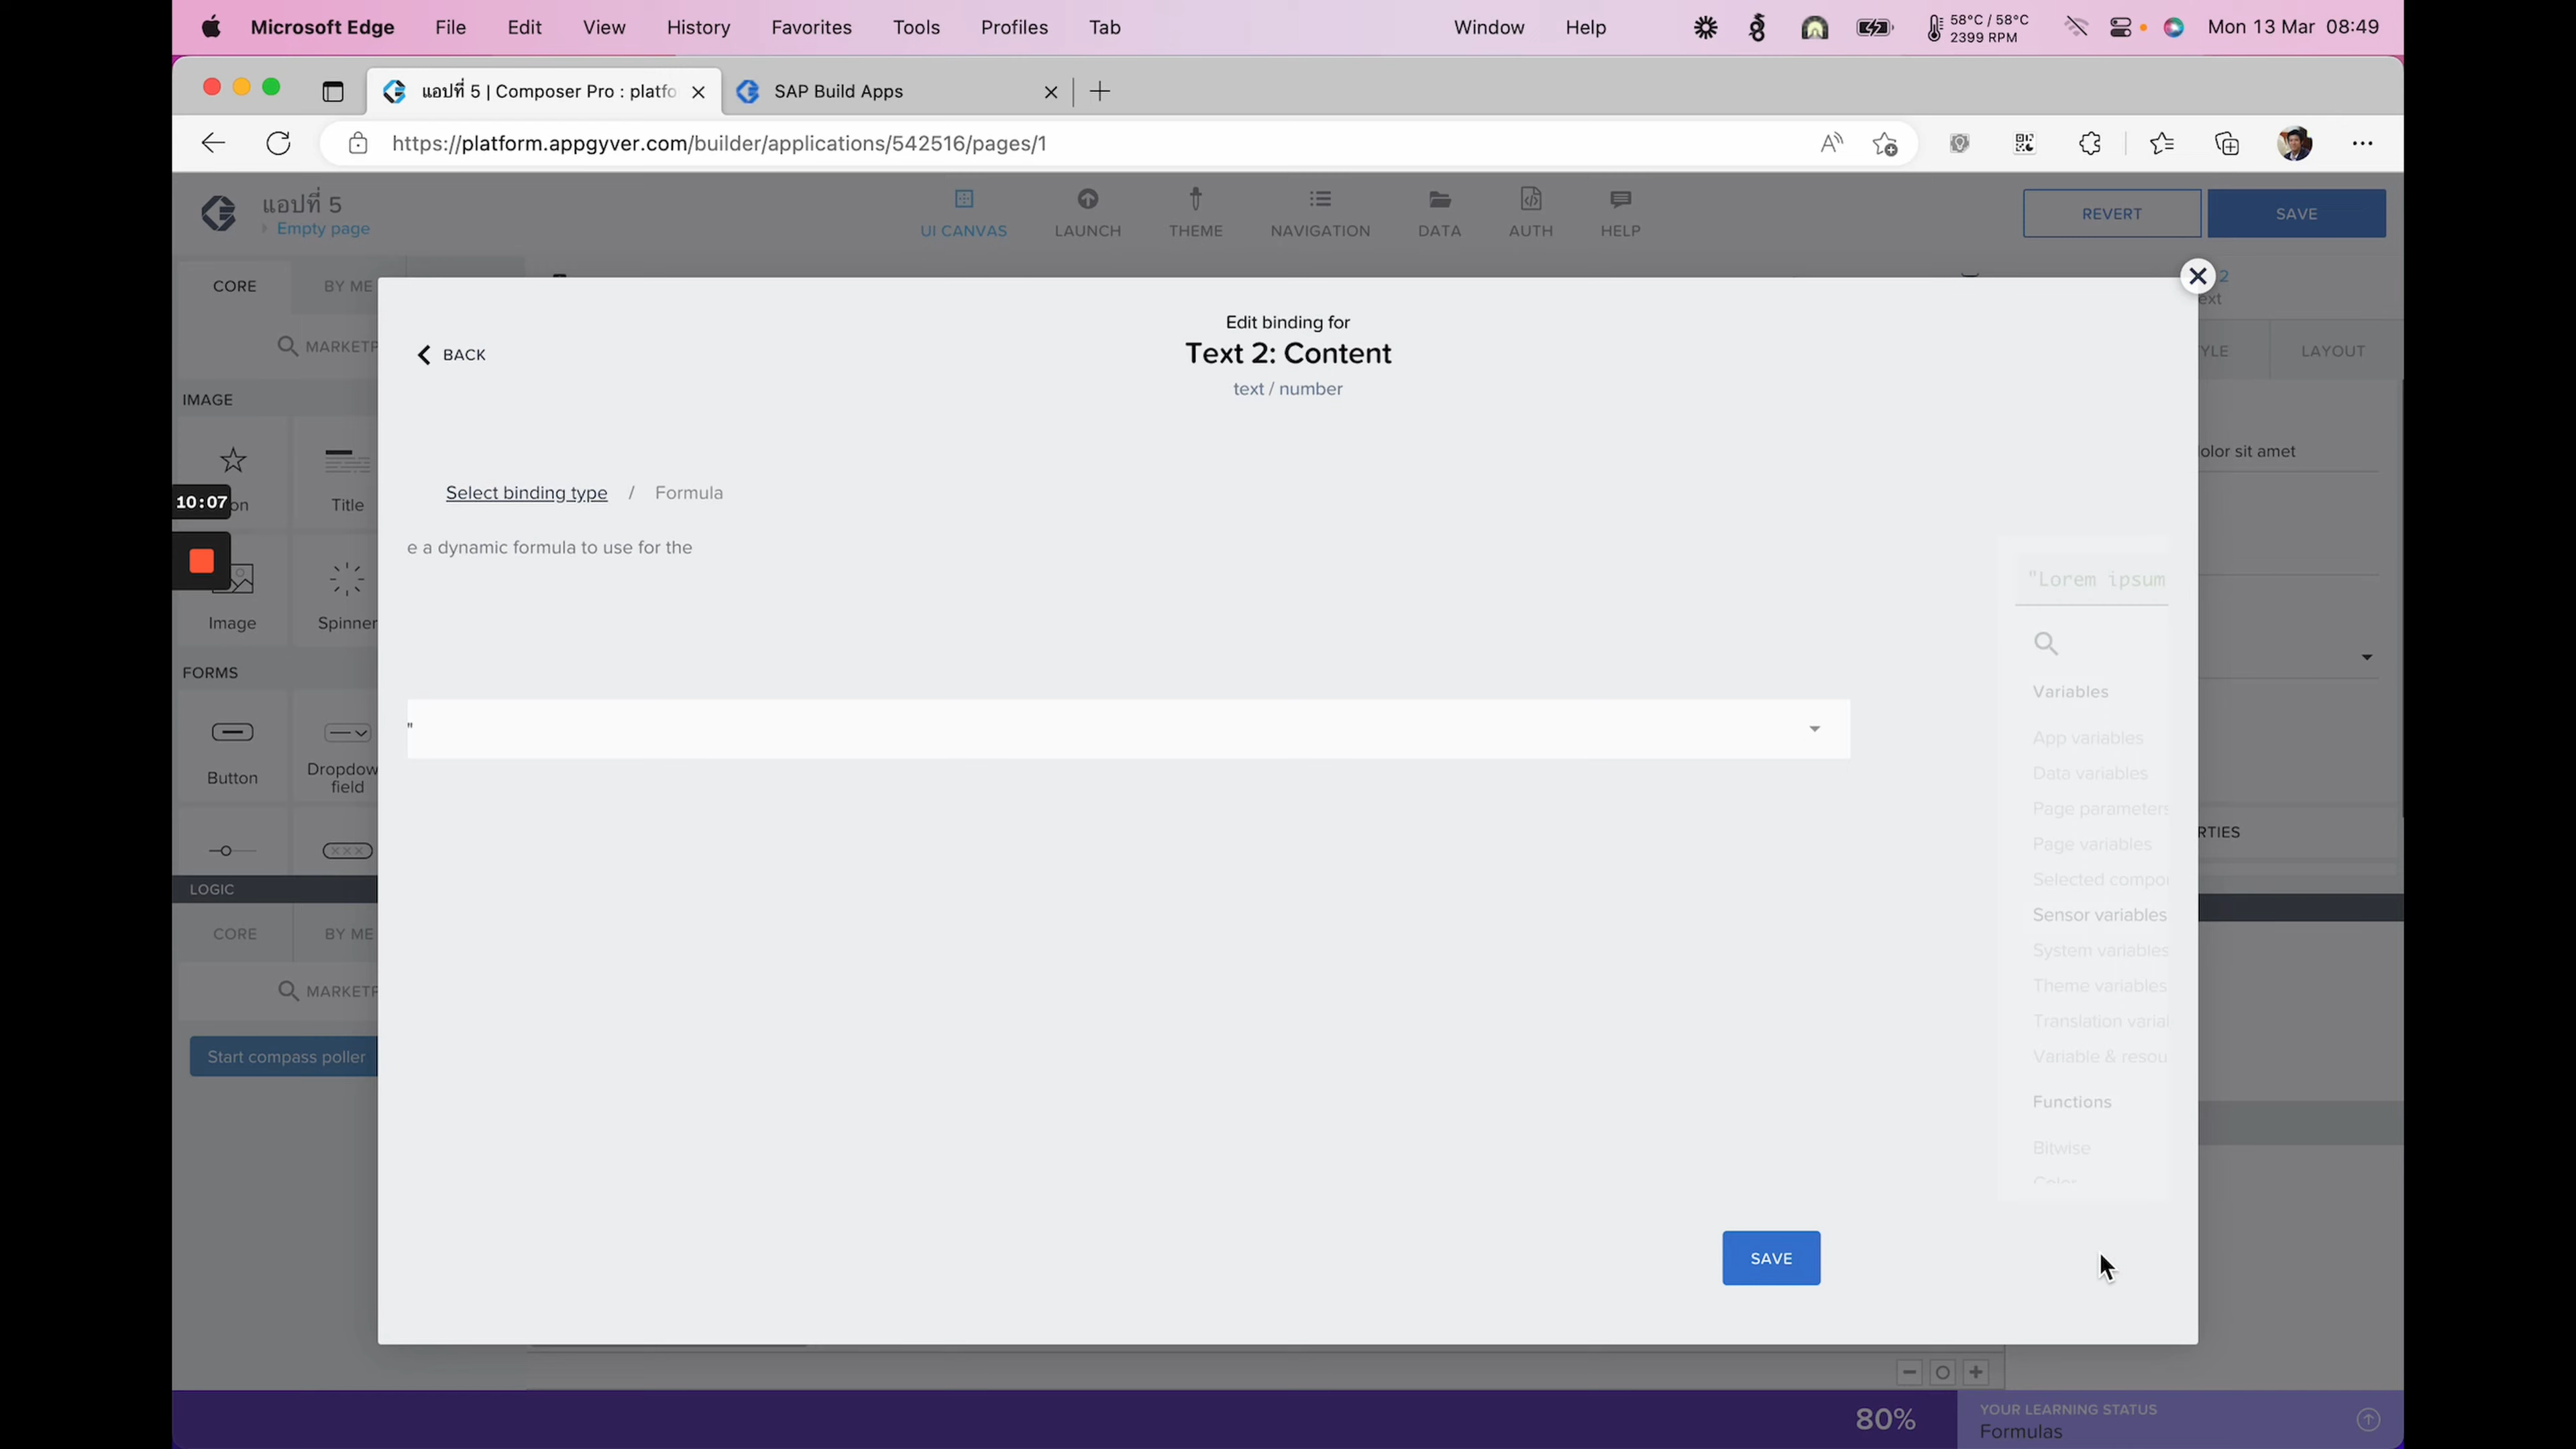 Microsoft Edge File Edit View History Favorites Tools Profiles Tab Window Help 58°C / 58°C Mon 13 Mar 08:49
2399 RPM
แอปที่ 5 | Composer Pro : platfo SAP Build Apps
https://platform.appgyver.com/builder/applications/542516/pages/1
แอปที่ 5
Empty page
UI CANVAS LAUNCH THEME NAVIGATION DATA AUTH HELP
REVERT SAVE
CORE BY ME
2
ext
MARKETP
YLE LAYOUT
Edit binding for
Text 2: Content
text / number
BACK
IMAGE
olor sit amet
Select binding type / Formula
10:07
on Title
e a dynamic formula to use for the
"Lorem ipsum
Image Spinner
FORMS
Variables
"
App variables
Data variables
Button Dropdow
field
Page parameters
RTIES
Page variables
Selected compo
LOGIC
Sensor variables
CORE BY ME
System variables
MARKETP
Theme variables
Translation varial
Start compass poller
Variable & resou
Functions
Bitwise
Color
SAVE
80%
YOUR LEARNING STATUS
Formulas